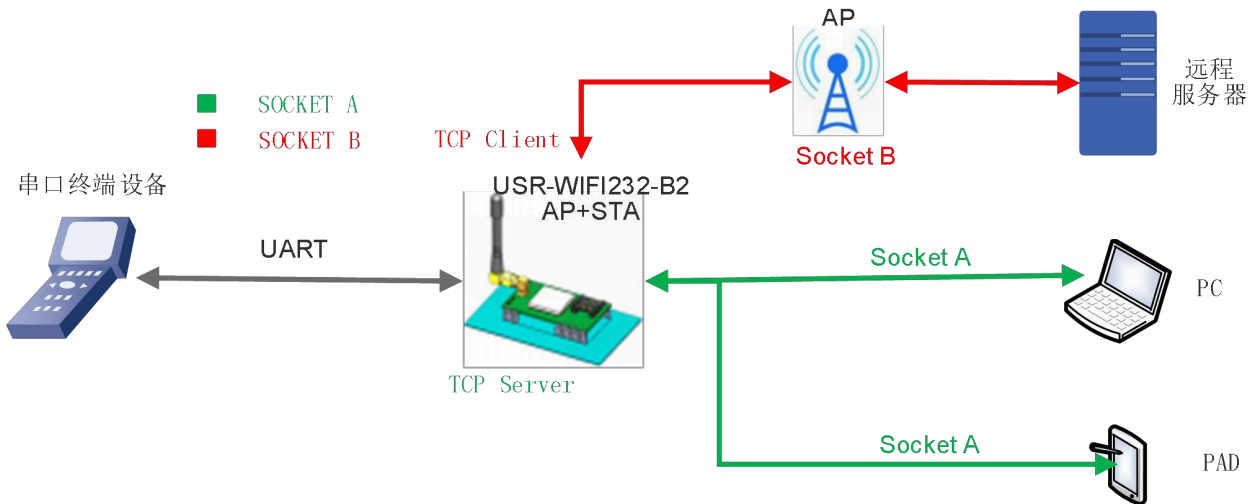 AP
远程
服务器
SOCKET A
SOCKET B
TCP Client
Socket B
串口终端设备
USR-WIFI232-B2
AP+STA
UART
Socket A
PC
TCP Server
Socket A
PAD